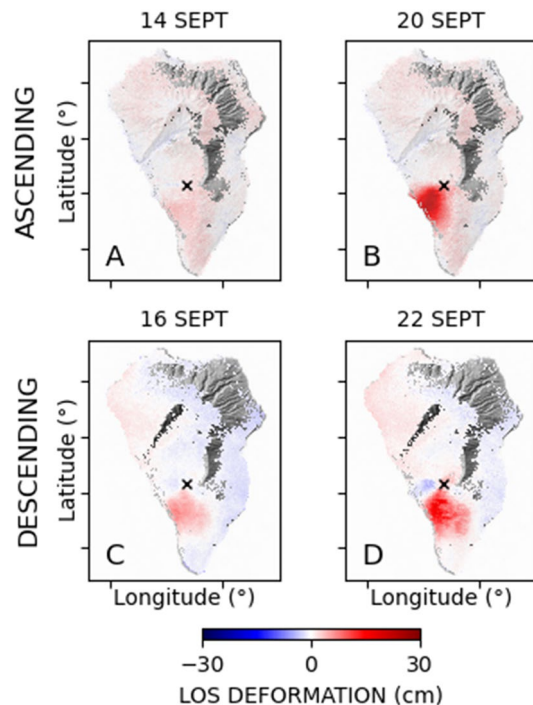 14 SEPT
20 SEPT
ASCENDING
Latitude (°)
A
B
16 SEPT
22 SEPT
DESCENDING
Latitude (°)
C
D
Longitude (°)
Longitude (°)
−30
0
30
LOS DEFORMATION (cm)